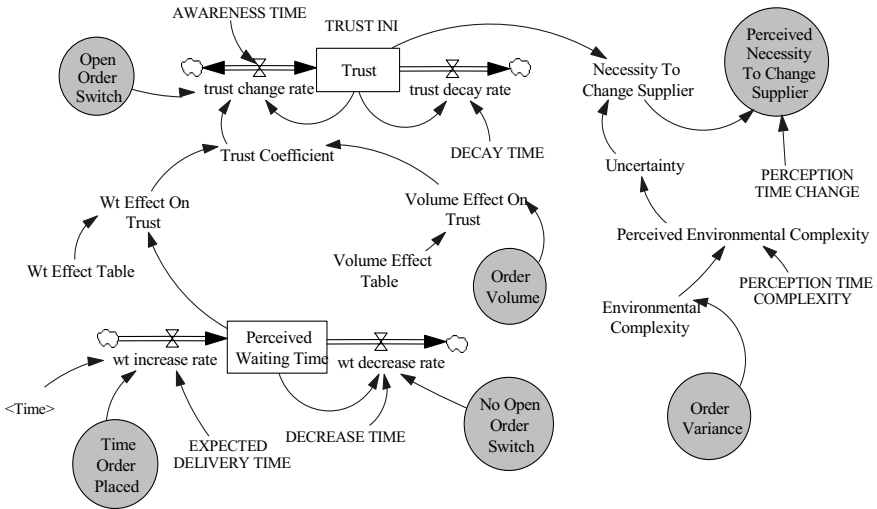 AWARENESS TIME
TRUST INI
Open
Order
Switch
Trust
trust change rate
trust decay rate
Necessity To
Change Supplier
Perceived
Necessity
To Change
Supplier
Trust Coefficient
DECAY TIME
Uncertainty
PERCEPTION
TIME CHANGE
Wt Effect On
Trust
Volume Effect On
Trust
Perceived Environmental Complexity
Wt Effect Table
Volume Effect
Table
Order
Volume
PERCEPTION TIME
COMPLEXITY
Environmental
Complexity
Perceived
Waiting Time
wt increase rate
wt decrease rate
<Time>
Time
Order
Placed
EXPECTED
DELIVERY TIME
DECREASE TIME
No Open
Order
Switch
Order
Variance